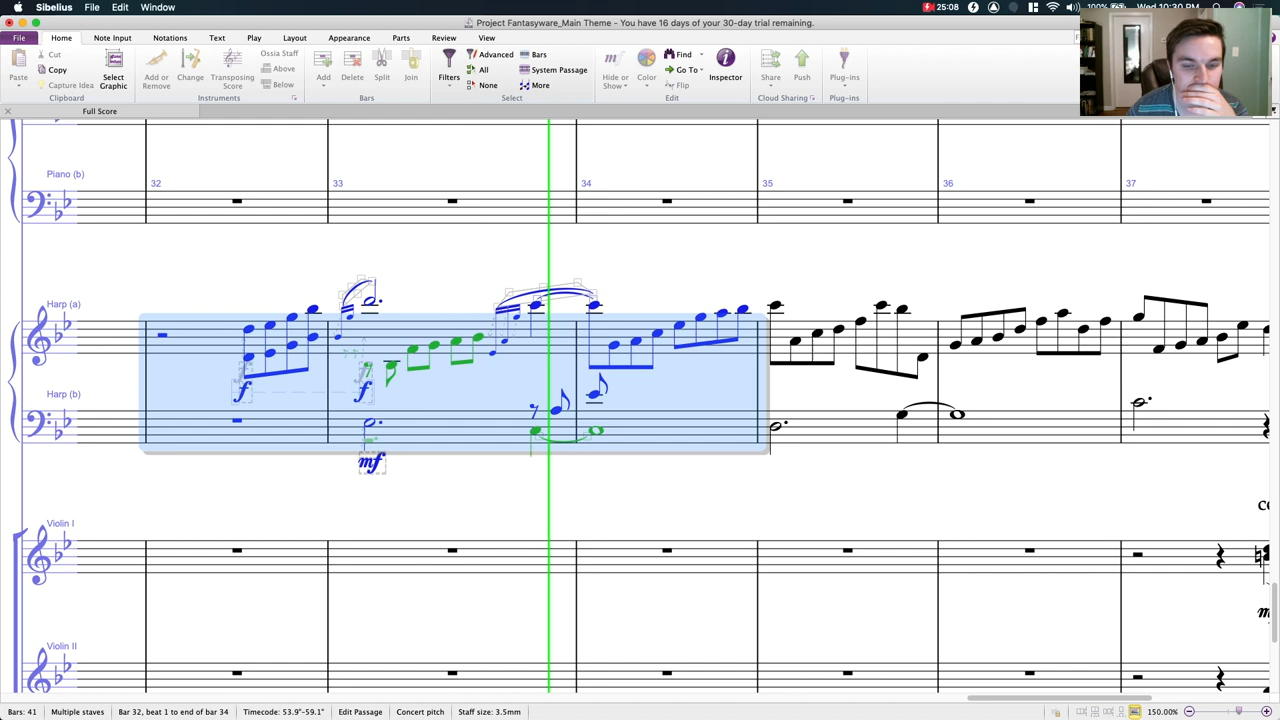 Sibelius File Edit Window 25:08 100% Wed 10:30 PM
Project Fantasyware_Main Theme - You have 16 days of your 30-day trial remaining.
File Home Note Input Notations Text Play Layout Appearance Parts Review View
Paste Cut Copy Capture Idea Select Graphic Add or Remove Change Transposing Score Ossia Staff Above Below Add Delete Split Join Filters Advanced All None Bars System Passage More Hide or Show Color Find Go To Flip Inspector Share Push Plug-ins
Clipboard Instruments Bars Select Edit Cloud Sharing Plug-ins
Full Score
Piano (b)
32 33 34 35 36 37
Harp (a)
f f
Harp (b)
mf
Violin I
Violin II
Bars: 41 Multiple staves Bar 32, beat 1 to end of bar 34 Timecode: 53.9"-59.1" Edit Passage Concert pitch Staff size: 3.5mm 150.00%